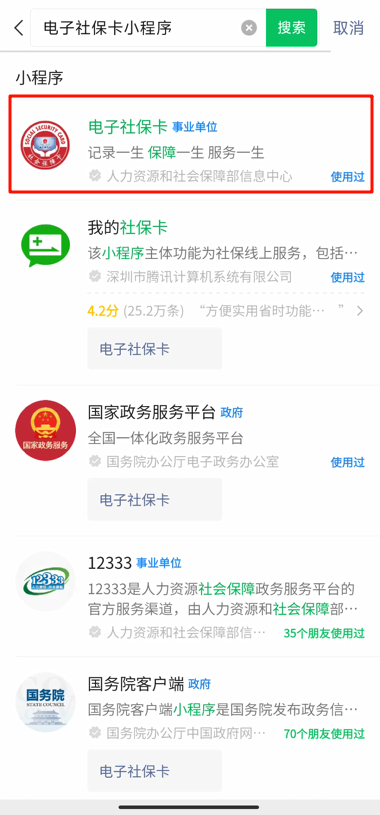 电子社保卡小程序
搜索
取消
小程序
SOCIAL SECURITY CARD
社会保障卡
电子社保卡 事业单位
记录一生 保障一生 服务一生
人力资源和社会保障部信息中心
使用过
我的社保卡
该小程序主体功能为社保线上服务，包括…
深圳市腾讯计算机系统有限公司
使用过
4.2分 (25.2万条) “方便实用省时功能… ”
电子社保卡
国家政务服务
国家政务服务平台 政府
全国一体化政务服务平台
国务院办公厅电子政务办公室
使用过
电子社保卡
12333
12333 事业单位
12333是人力资源社会保障政务服务平台的
官方服务渠道，由人力资源和社会保障部…
人力资源和社会保障部信…
35个朋友使用过
国务院
STATE COUNCIL
国务院客户端 政府
国务院客户端小程序是国务院发布政务信…
国务院办公厅中国政府网…
70个朋友使用过
电子社保卡